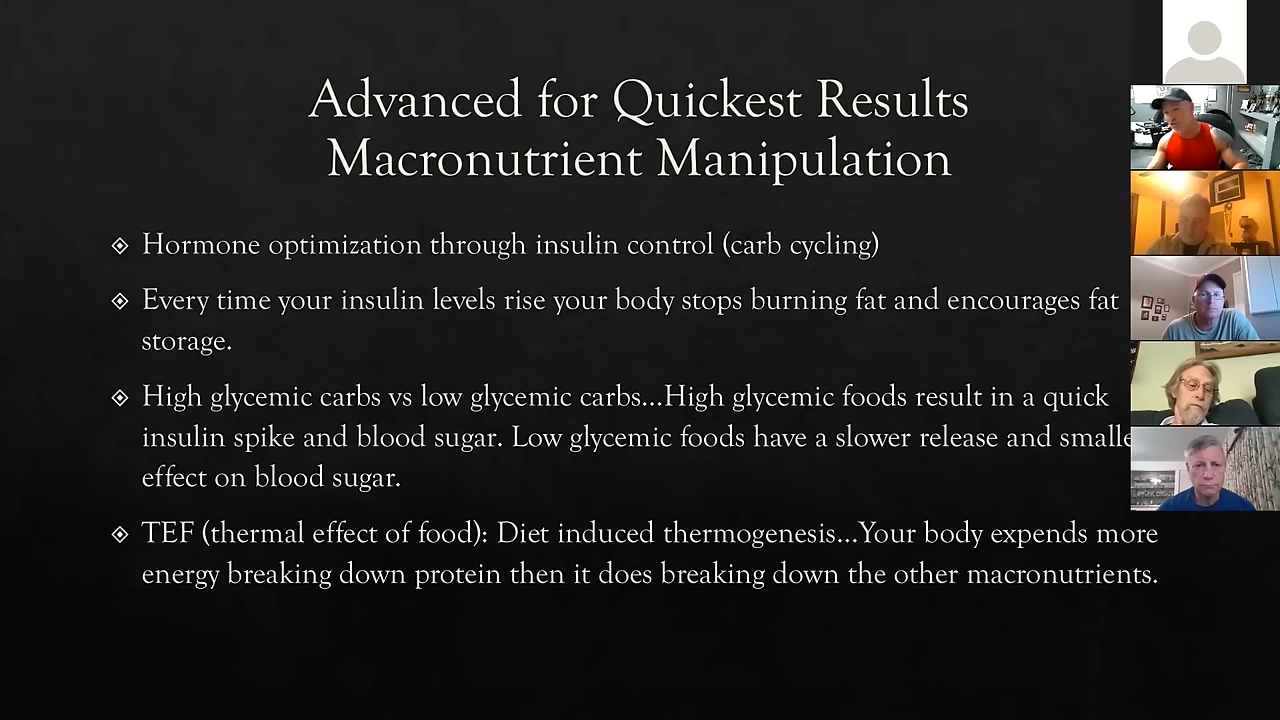 Advanced for Quickest Results
Macronutrient Manipulation
Hormone optimization through insulin control (carb cycling)
Every time your insulin levels rise your body stops burning fat and encourages fat
storage.
High glycemic carbs vs low glycemic carbs...High glycemic foods result in a quick
insulin spike and blood sugar. Low glycemic foods have a slower release and smalle
effect on blood sugar.
TEF (thermal effect of food): Diet induced thermogenesis...Your body expends more
energy breaking down protein then it does breaking down the other macronutrients.